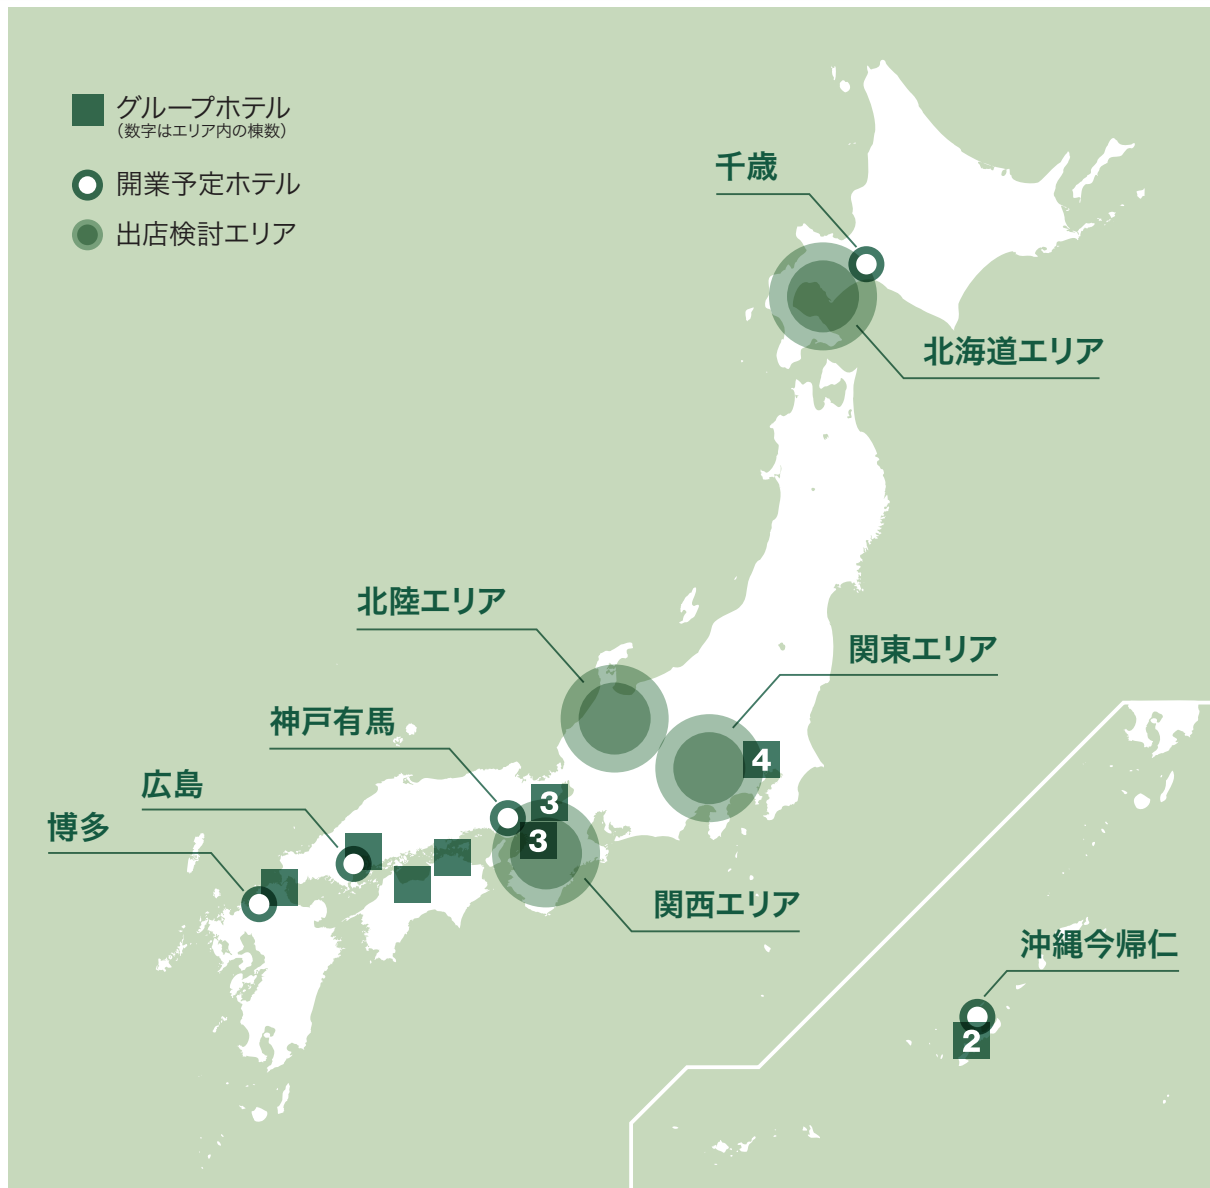 グループホテル
（数字はエリア内の棟数）
開業予定ホテル
出店検討エリア
千歳
北海道エリア
北陸エリア
関東エリア
神戸有馬
4
広島
3
博多
3
関西エリア
沖縄今帰仁
2